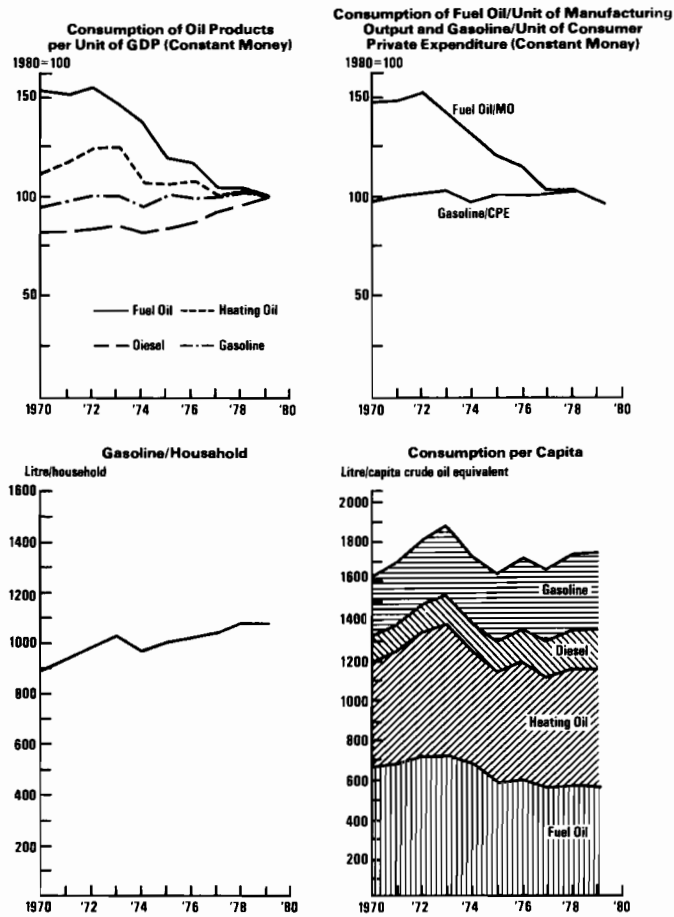 Consumption of Oil Products
per Unit of GDP (Constant Money)
1980=100
150
100
50
Fuel Oil
Heating Oil
Diesel
Gasoline
1970 '72 '74 '76 '78 '80
Consumption of Fuel Oil/Unit of Manufacturing
Output and Gasoline/Unit of Consumer
Private Expenditure (Constant Monay)
1980=100
150
Fuel Oil/MO
100
Gasoline/CPE
50
1970 '72 '74 '76 '78 '80
Gasoline/Household
Litre/household
1600
1400
1200
1000
800
600
400
200
1970 '72 '74 '76 '78 '80
Consumption per Capita
Litre/capita crude oil equivalent
2000
1800
1600
Gasoline
1400
Diesel
1200
1000
Heating Oil
800
600
Fuel Oil
400
200
1970 '72 '74 '76 '78 '80